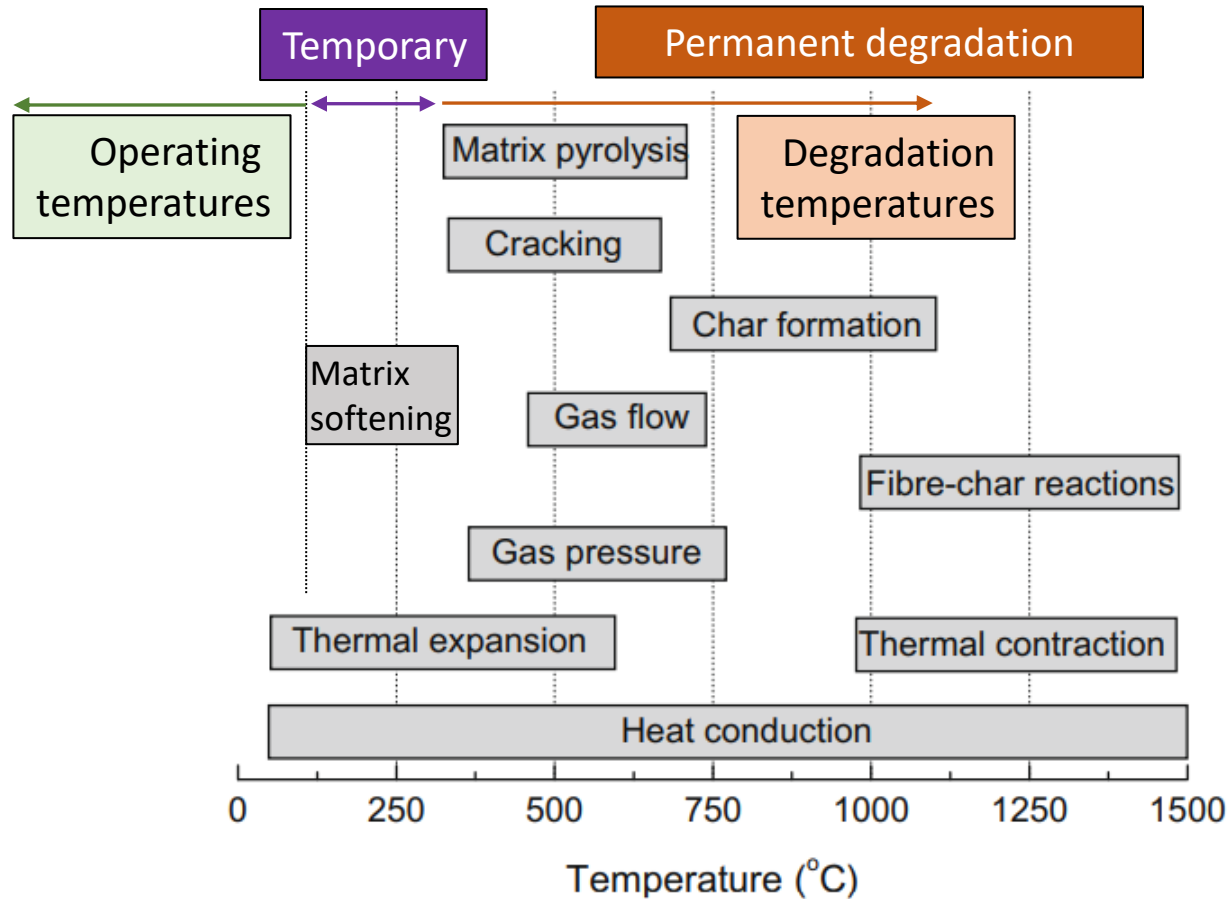 Temporary
Permanent degradation
Operating
temperatures
Matrix pyrolysis
Degradation
temperatures
Cracking
Char formation
Matrix
softening
Gas flow
Fibre-char reactions
Gas pressure
Thermal expansion
Thermal contraction
Heat conduction
0 250 500 750 1000 1250 1500
Temperature (°C)